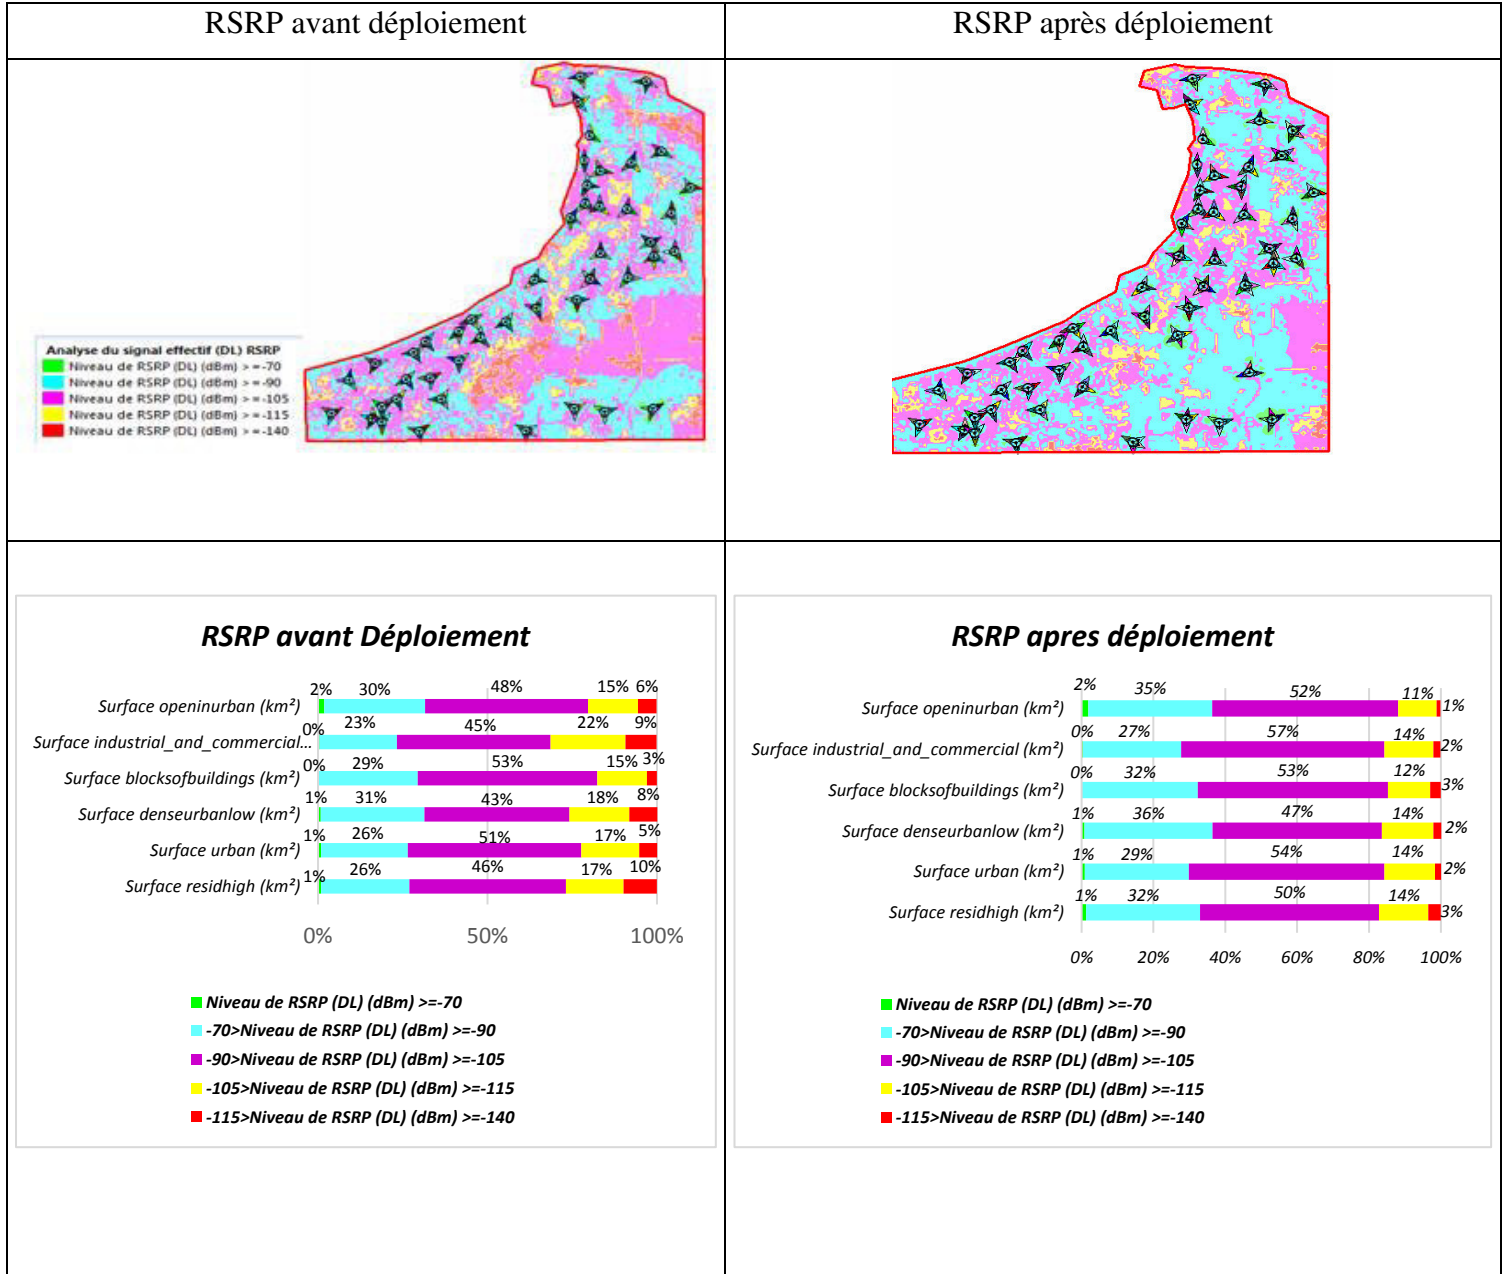 RSRP avant déploiement
RSRP après déploiement
Analyse du signal effectif (DL) RSRP
Niveau de RSRP (DL) (dBm) >=-70
Niveau de RSRP (DL) (dBm) >=-90
Niveau de RSRP (DL) (dBm) >=-105
Niveau de RSRP (DL) (dBm) >=-115
Niveau de RSRP (DL) (dBm) >=-140
RSRP avant Déploiement
2% 30% 48% 15% 6%
Surface openinurban (km²)
0% 23% 45% 22% 9%
Surface industrial_and_commercial...
0% 29% 53% 15% 3%
Surface blocksofbuildings (km²)
1% 31% 43% 18% 8%
Surface denseurbanlow (km²)
1% 26% 51% 17% 5%
Surface urban (km²)
1% 26% 46% 17% 10%
Surface residhigh (km²)
0% 50% 100%
Niveau de RSRP (DL) (dBm) >=-70
-70>Niveau de RSRP (DL) (dBm) >=-90
-90>Niveau de RSRP (DL) (dBm) >=-105
-105>Niveau de RSRP (DL) (dBm) >=-115
-115>Niveau de RSRP (DL) (dBm) >=-140
RSRP apres déploiement
2% 35% 52% 11% 1%
Surface openinurban (km²)
0% 27% 57% 14% 2%
Surface industrial_and_commercial (km²)
0% 32% 53% 12% 3%
Surface blocksofbuildings (km²)
1% 36% 47% 14% 2%
Surface denseurbanlow (km²)
1% 29% 54% 14% 2%
Surface urban (km²)
1% 32% 50% 14% 3%
Surface residhigh (km²)
0% 20% 40% 60% 80% 100%
Niveau de RSRP (DL) (dBm) >=-70
-70>Niveau de RSRP (DL) (dBm) >=-90
-90>Niveau de RSRP (DL) (dBm) >=-105
-105>Niveau de RSRP (DL) (dBm) >=-115
-115>Niveau de RSRP (DL) (dBm) >=-140